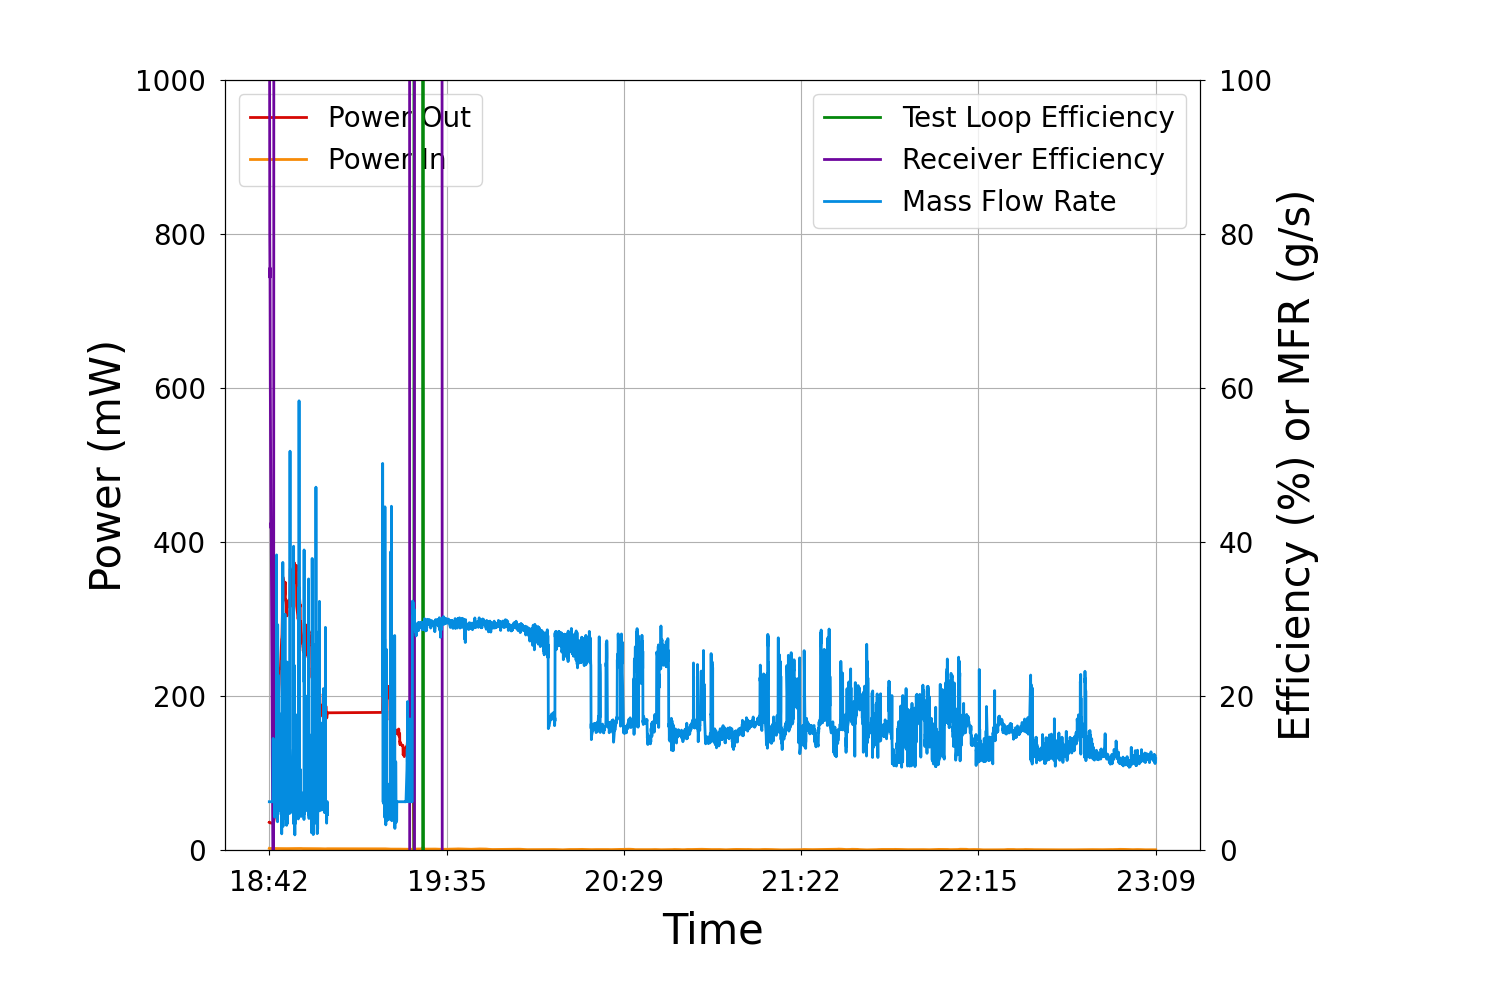 1000
800
600
400
200
0
Power (mW)
Power Out
Power In
Test Loop Efficiency
Receiver Efficiency
Mass Flow Rate
100
80
60
40
20
0
Efficiency (%) or MFR (g/s)
18:42 19:35 20:29 21:22 22:15 23:09
Time